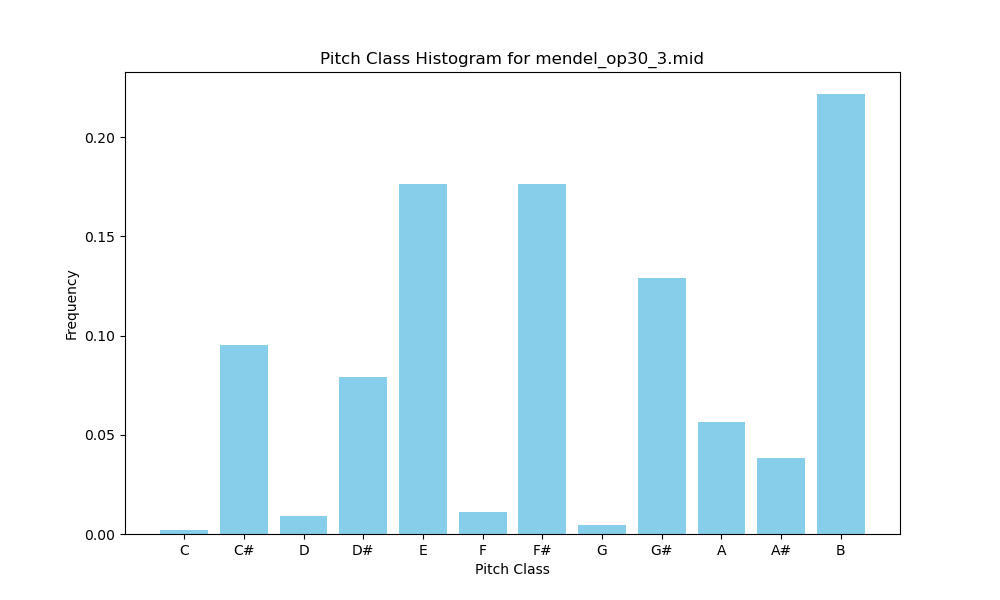 Pitch Class Histogram for mendel_op30_3.mid
Frequency
0.20
0.15
0.10
0.05
0.00
C C# D D# E F F# G G# A A# B
Pitch Class